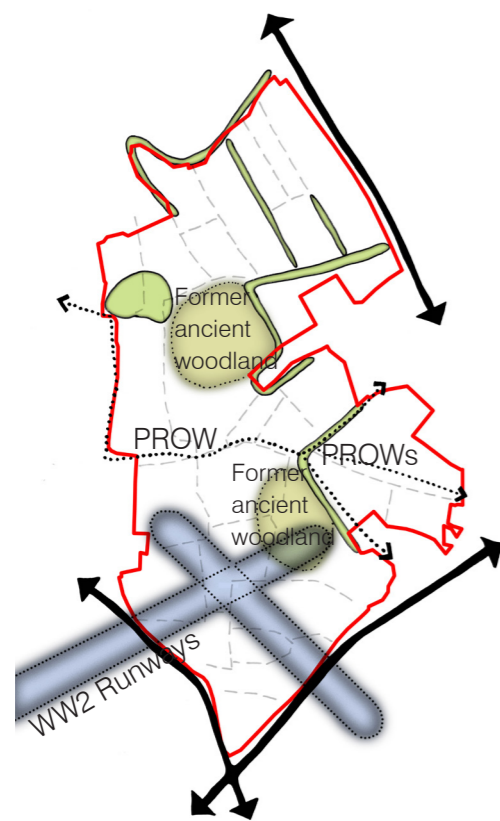 Former
ancient
woodland
PROW
PROWs
Former
ancient
woodland
WW2 Runways